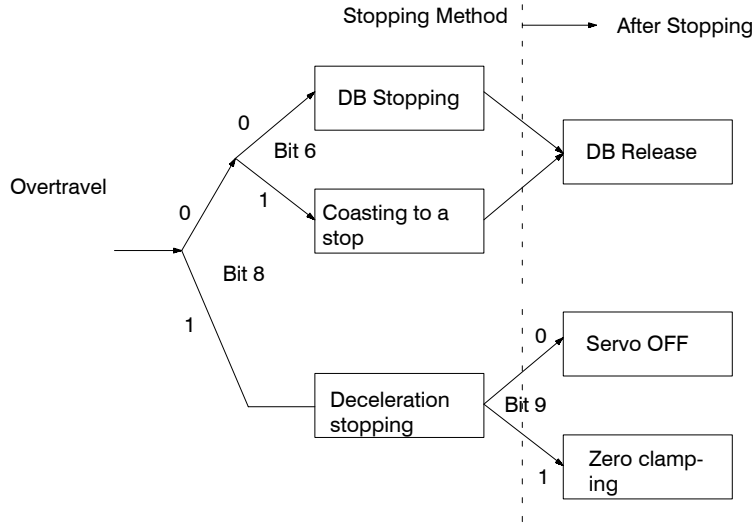 Stopping Method
After Stopping
DB Stopping
0
Bit 6
DB Release
Overtravel
1
Coasting to a
stop
0
Bit 8
1
0
Servo OFF
Deceleration
stopping
Bit 9
Zero clamp-
ing
1